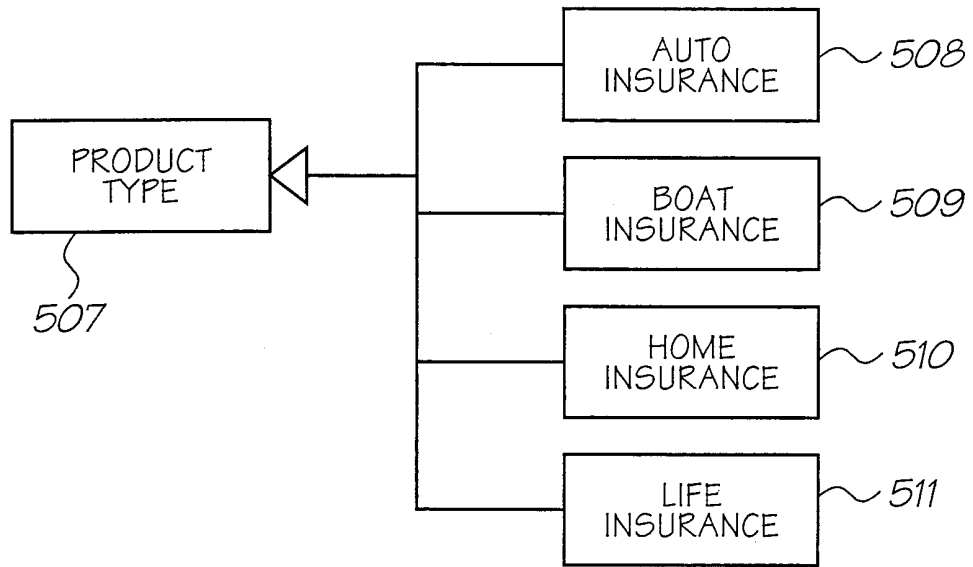 PRODUCT
TYPE
507
AUTO
INSURANCE
508
BOAT
INSURANCE
509
HOME
INSURANCE
510
LIFE
INSURANCE
511